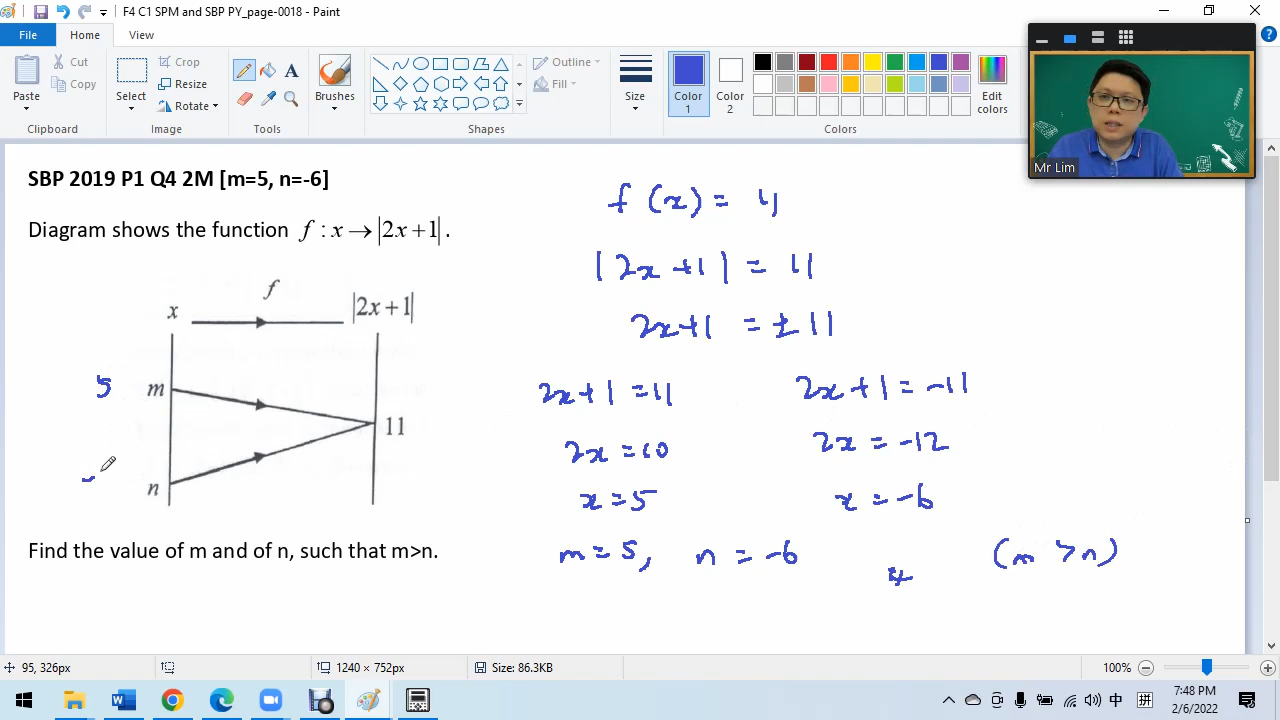 F4 C1 SPM and SBP PY_page-0018 - Paint
File Home View
Paste Cut Copy Clipboard
Select Crop Resize Rotate Image
A Tools
Brushes
Shapes Outline Fill
Size
Color 1 Color 2 Edit colors Colors
Mr Lim
SBP 2019 P1 Q4 2M [m=5, n=-6]
Diagram shows the function f : x → |2x+1| .
f
x |2x+1|
5 m
11
- n
Find the value of m and of n, such that m>n.
f (x) = 11
|2x+1| = 11
2x+1 = ±11
2x+1 = 11 2x+1 = -11
2x = 10 2x = -12
x = 5 x = -6
m = 5, n = -6 (m > n)
95, 326px 1240 × 752px Size: 86.3KB 100%
中 拼 7:48 PM
2/6/2022